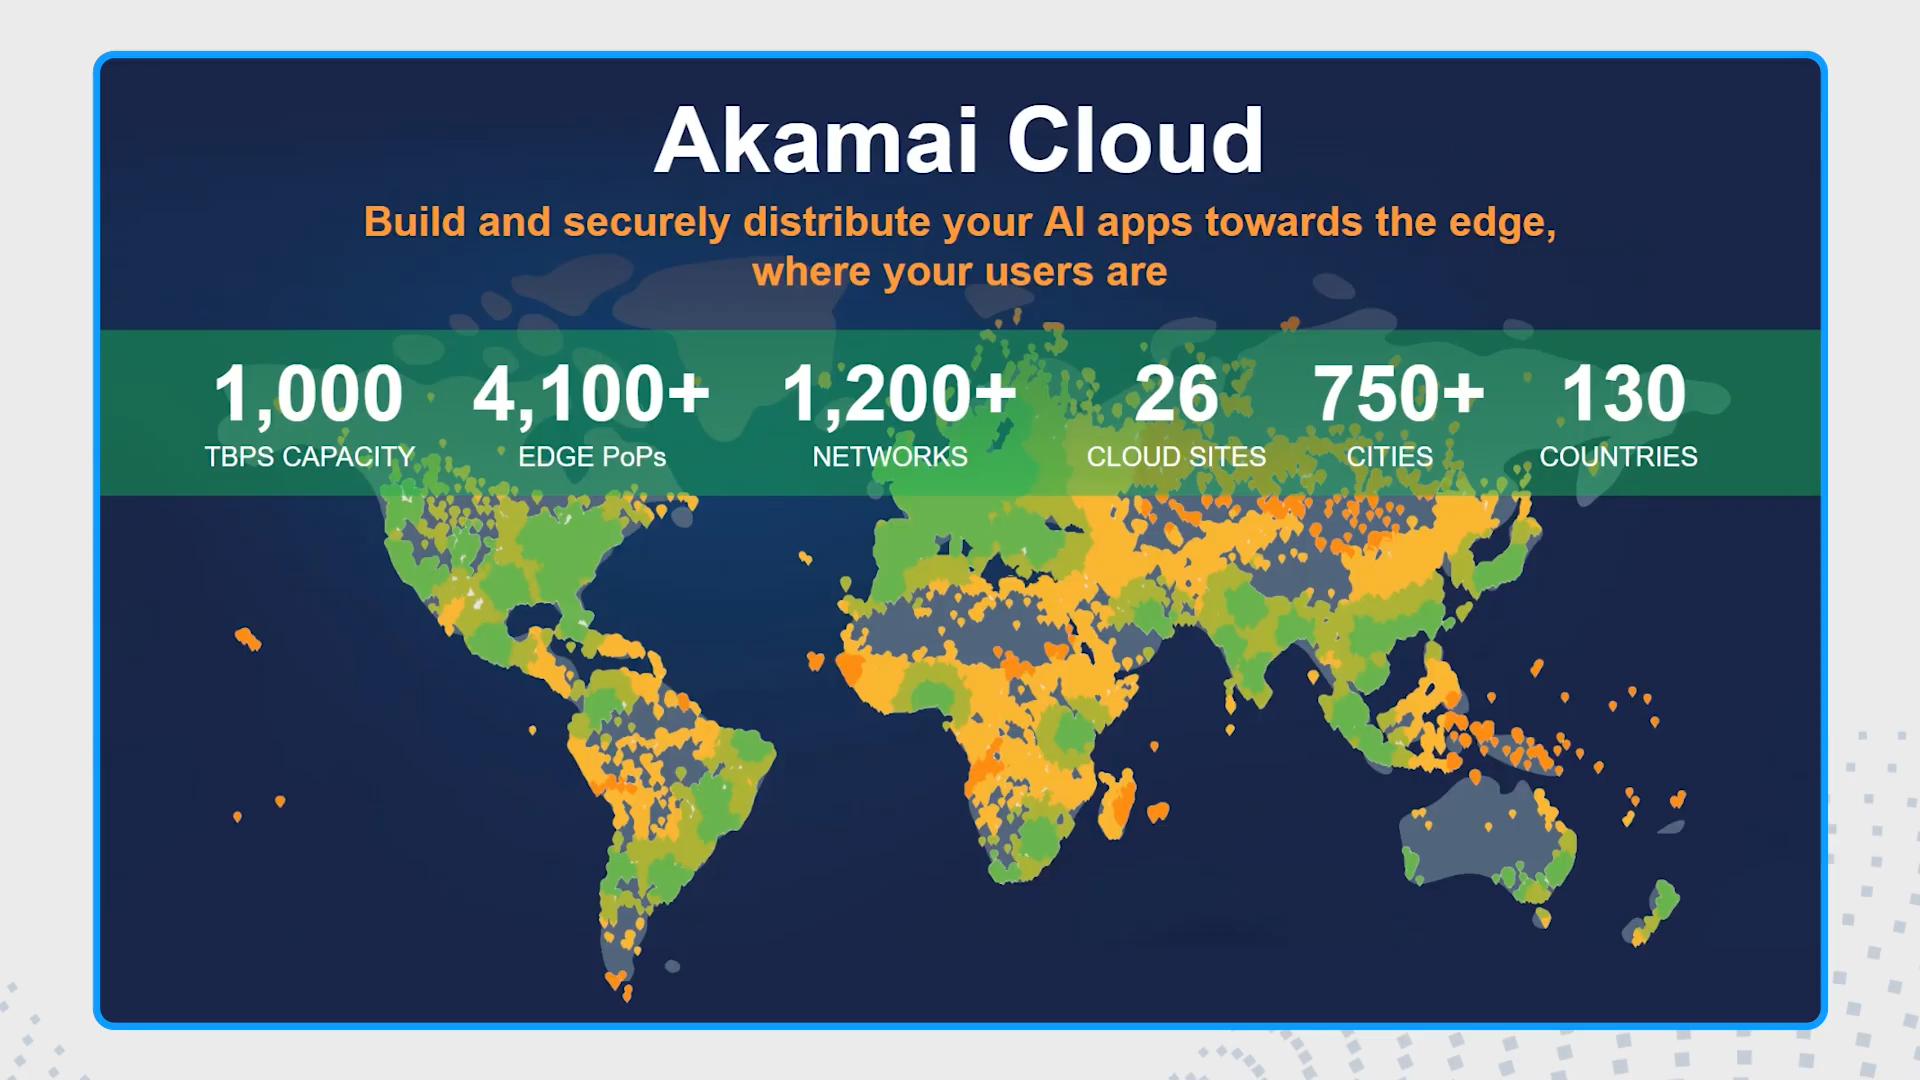 Akamai Cloud
Build and securely distribute your AI apps towards the edge,
where your users are
1,000 4,100+ 1,200+ 26 750+ 130
TBPS CAPACITY EDGE PoPs NETWORKS CLOUD SITES CITIES COUNTRIES